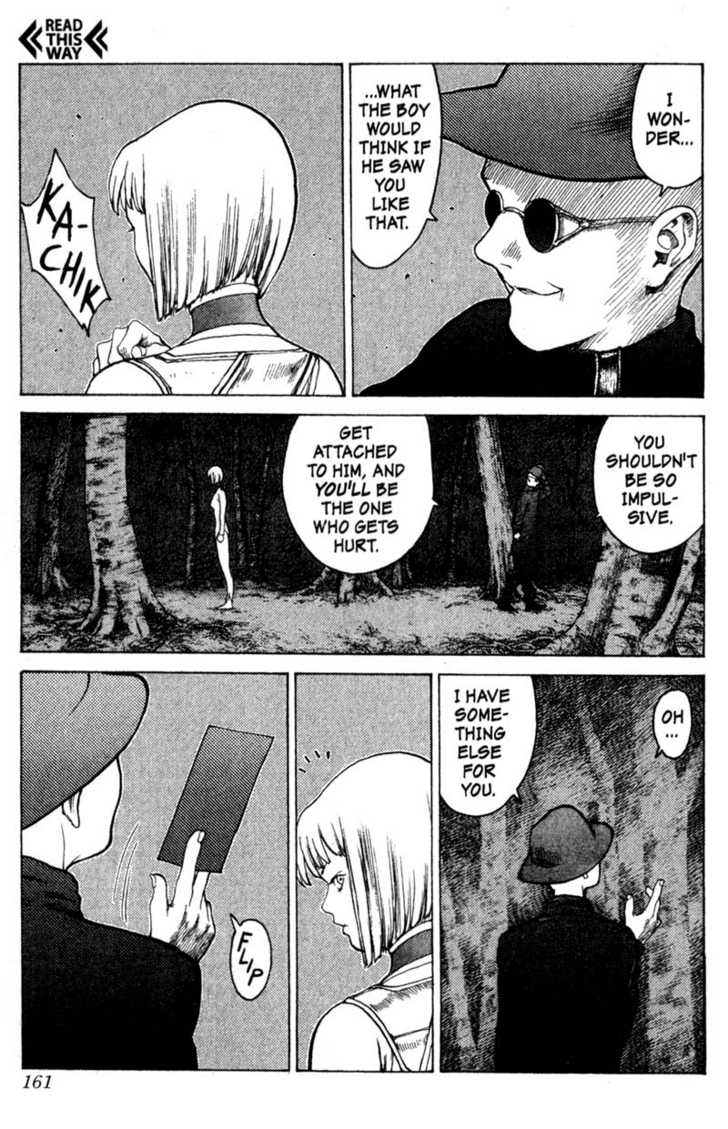 READ
THIS
WAY
I
WON-
DER...
...WHAT
THE BOY
WOULD
THINK IF
HE SAW
YOU
LIKE
THAT.
KA-
CHIK
YOU
SHOULDN'T
BE SO
IMPUL-
SIVE.
GET
ATTACHED
TO HIM, AND
YOU'LL BE
THE ONE
WHO GETS
HURT.
OH
...
I HAVE
SOME-
THING
ELSE
FOR
YOU.
FLIP
161